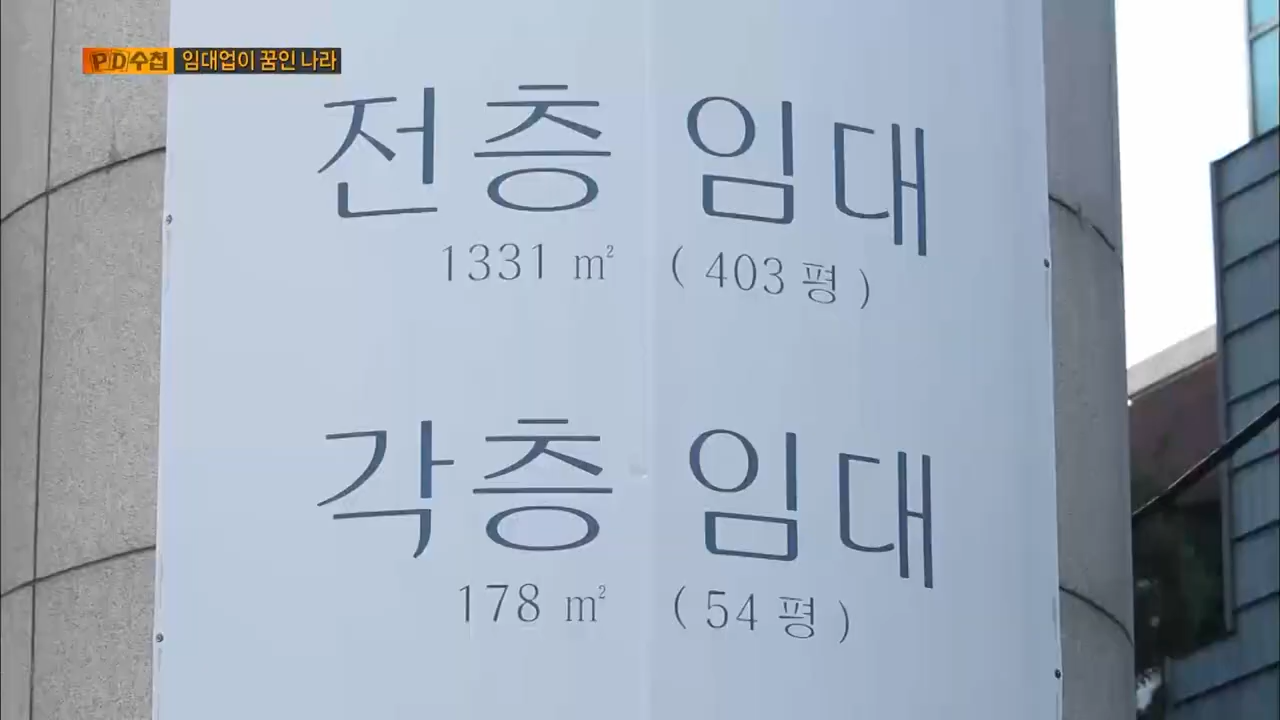 PD수첩 임대업이 꿈인 나라
전층 임대
1331 ㎡ ( 403 평 )
각층 임대
178 ㎡ ( 54 평 )